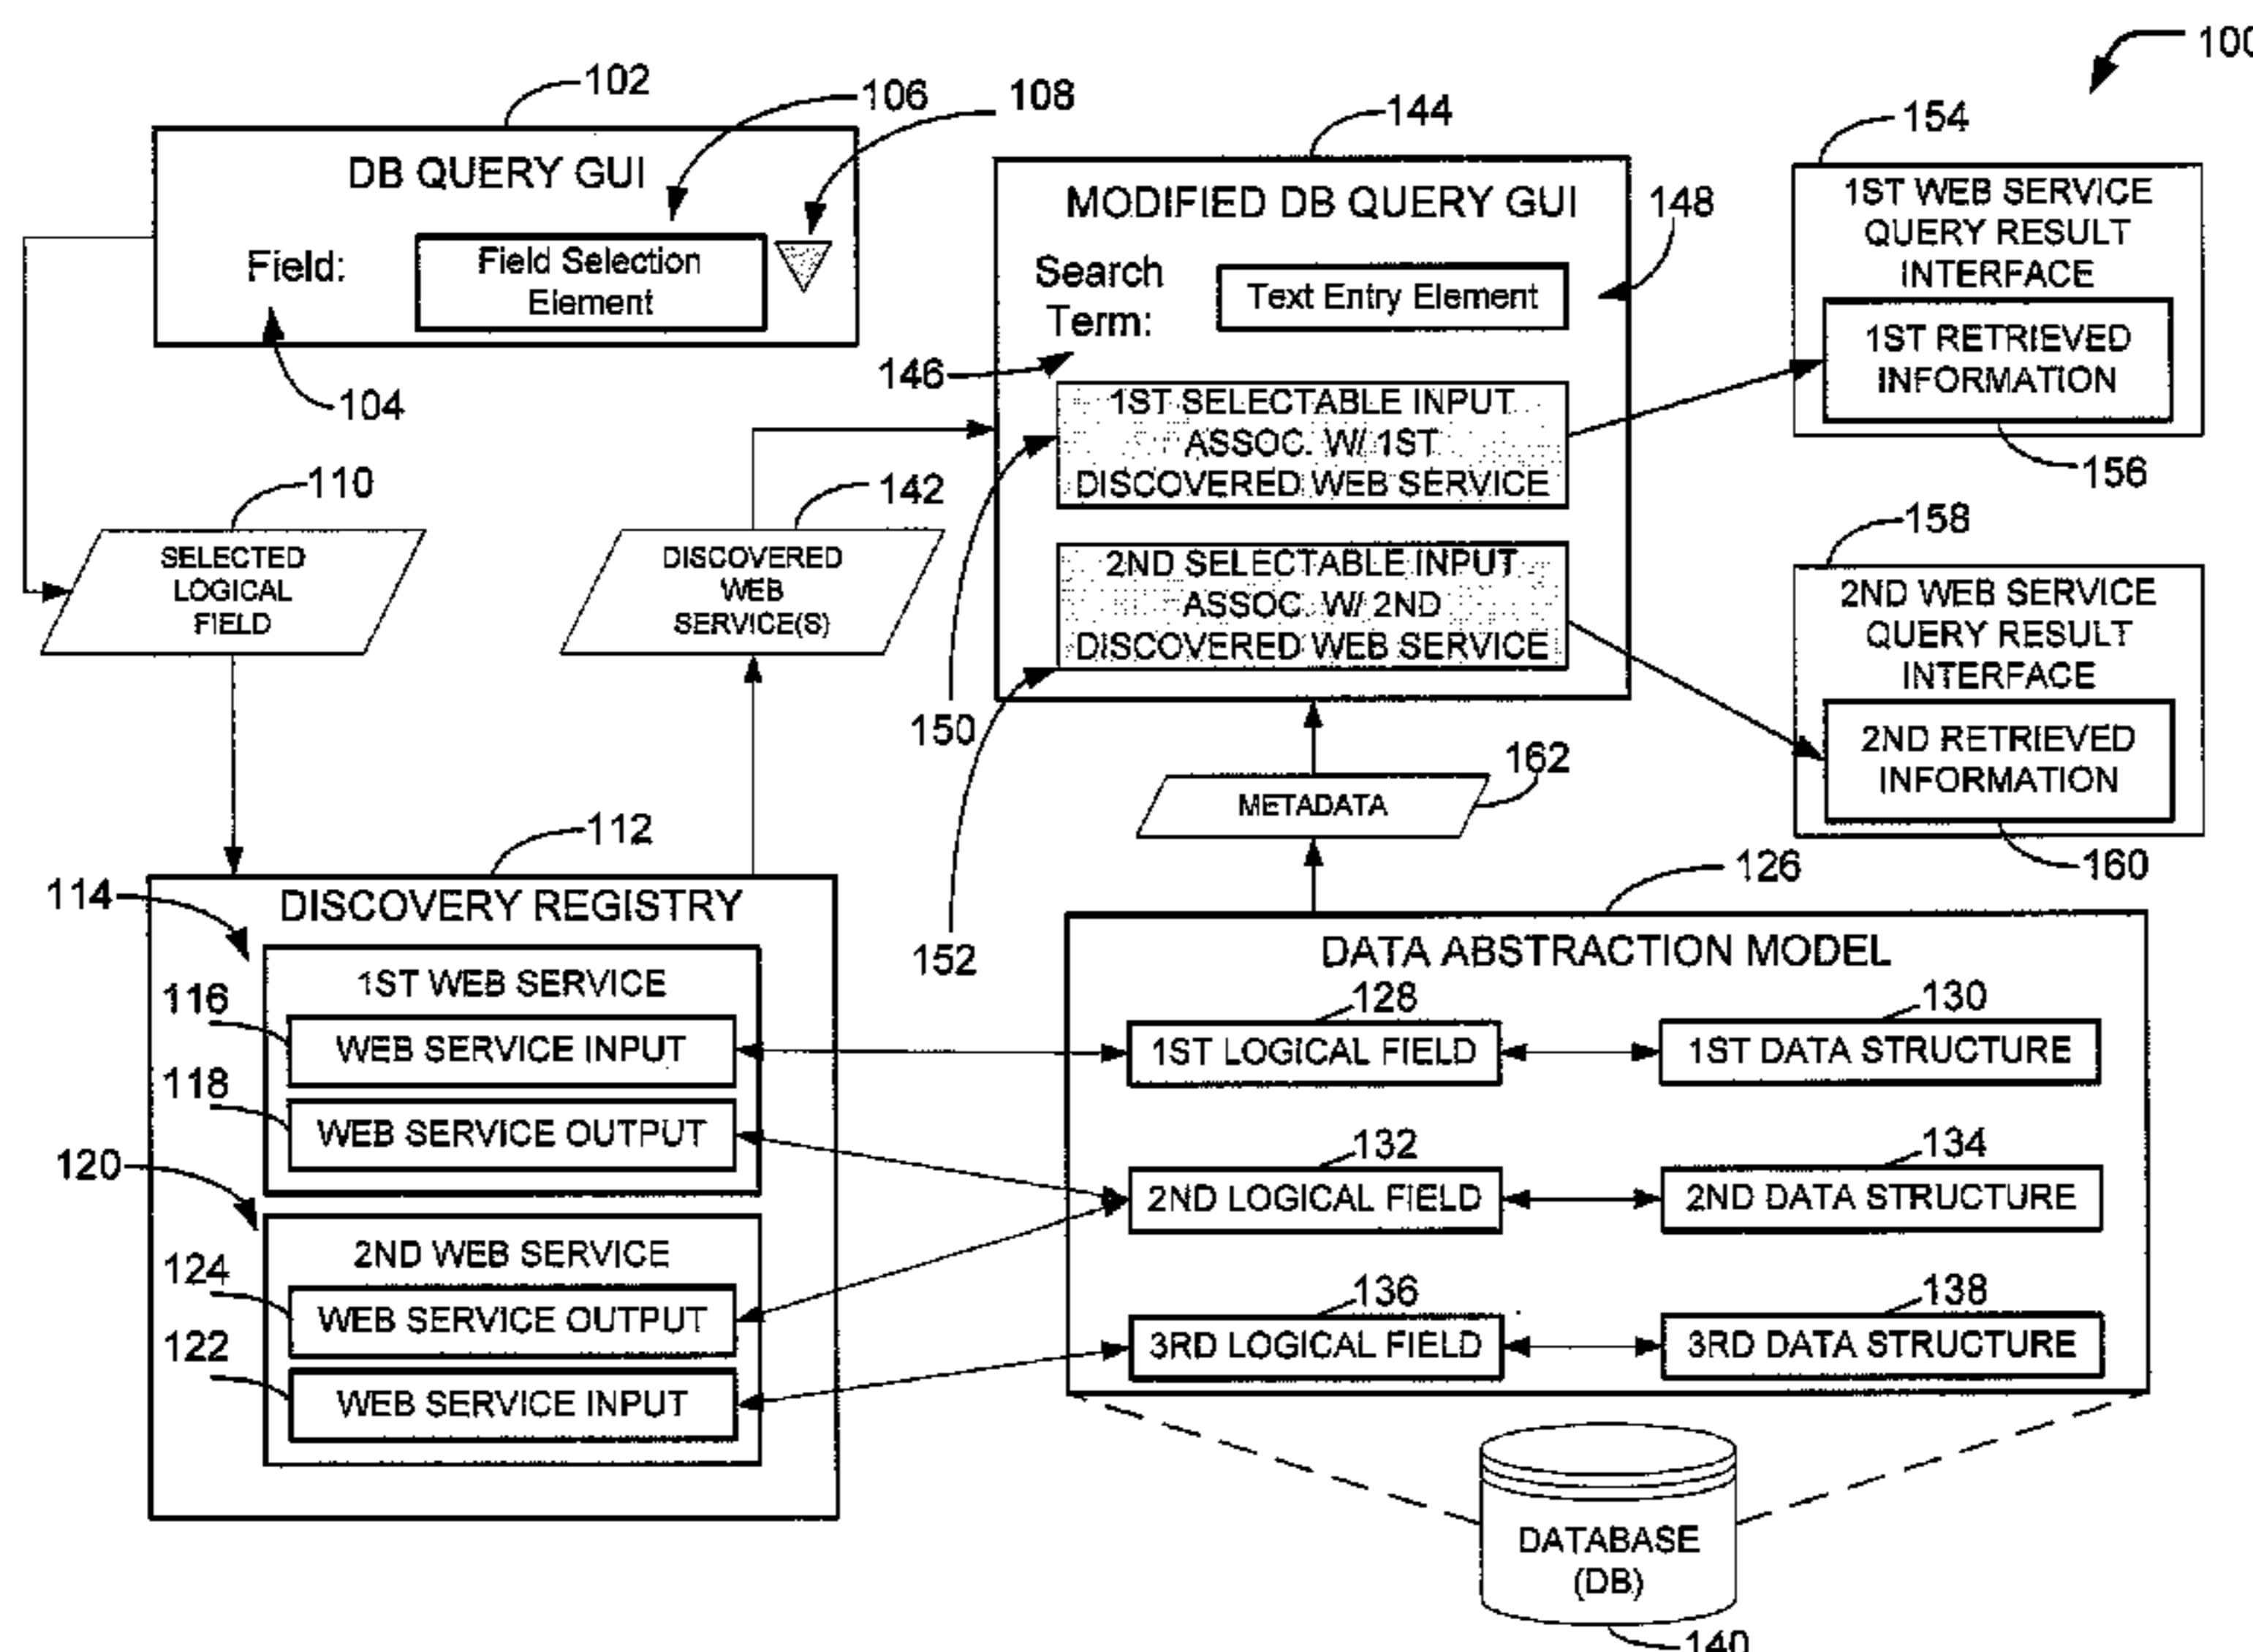 100
102
106
108
DB QUERY GUI
Field:
Field Selection
Element
104
144
MODIFIED DB QUERY GUI
148
Search
Term:
Text Entry Element
146
1ST SELECTABLE INPUT
ASSOC. W/ 1ST
DISCOVERED WEB SERVICE
2ND SELECTABLE INPUT
ASSOC. W/ 2ND
DISCOVERED WEB SERVICE
150
152
154
1ST WEB SERVICE
QUERY RESULT
INTERFACE
1ST RETRIEVED
INFORMATION
156
158
2ND WEB SERVICE
QUERY RESULT
INTERFACE
2ND RETRIEVED
INFORMATION
160
110
SELECTED
LOGICAL
FIELD
142
DISCOVERED
WEB
SERVICE(S)
162
METADATA
112
DISCOVERY REGISTRY
114
1ST WEB SERVICE
116
WEB SERVICE INPUT
118
WEB SERVICE OUTPUT
120
2ND WEB SERVICE
124
WEB SERVICE OUTPUT
122
WEB SERVICE INPUT
126
DATA ABSTRACTION MODEL
128
1ST LOGICAL FIELD
130
1ST DATA STRUCTURE
132
2ND LOGICAL FIELD
134
2ND DATA STRUCTURE
136
3RD LOGICAL FIELD
138
3RD DATA STRUCTURE
DATABASE
(DB)
140